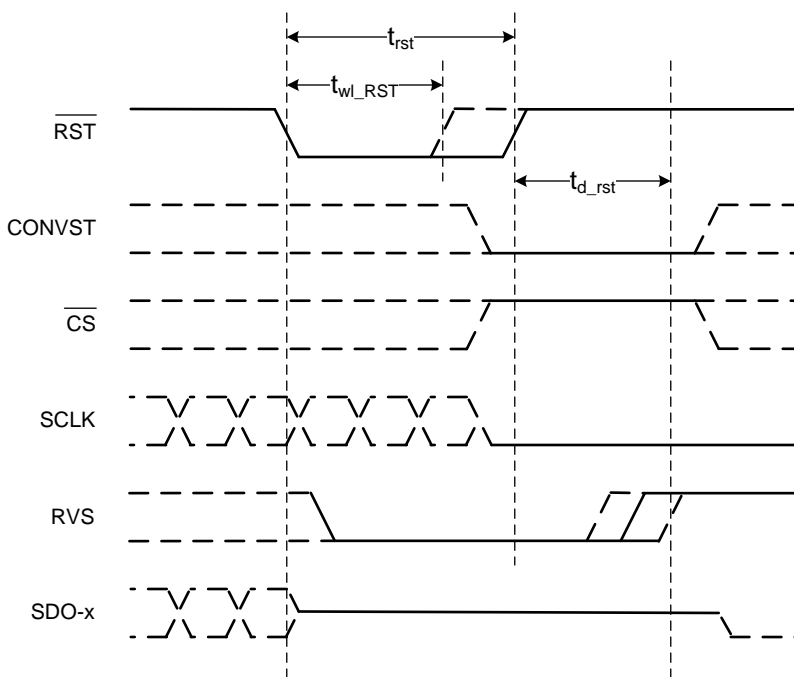 t_rst
t_wl_RST
RST
t_d_rst
CONVST
CS
SCLK
RVS
SDO-x